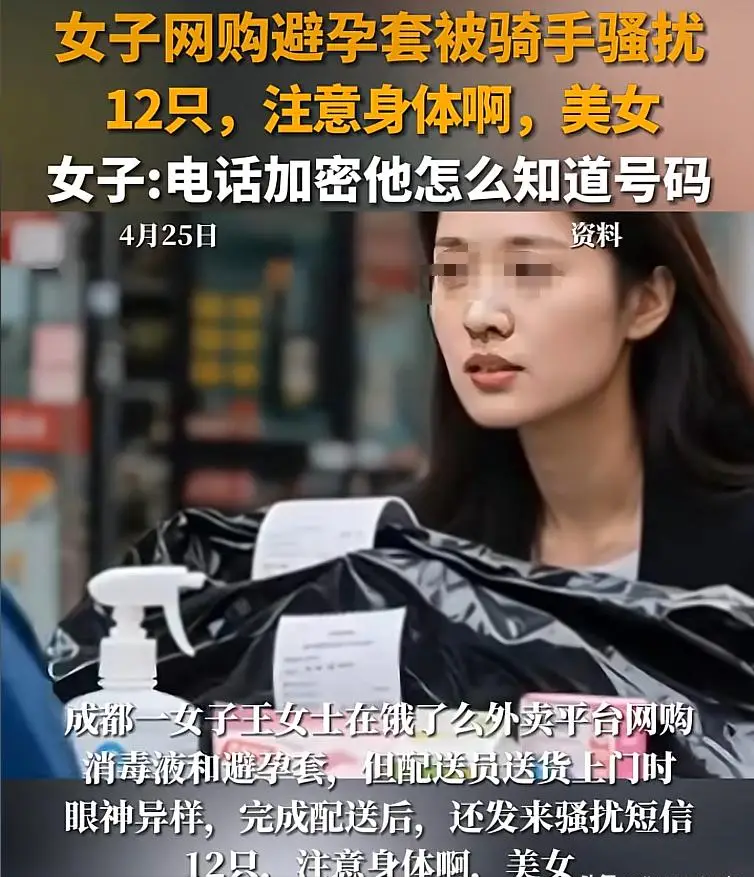 女子网购避孕套被骑手骚扰
12只，注意身体啊，美女
女子:电话加密他怎么知道号码
4月25日
资料
成都一女子王女士在饿了么外卖平台网购
消毒液和避孕套，但配送员送货上门时
眼神异样，完成配送后，还发来骚扰短信
12只，注意身体啊，美女